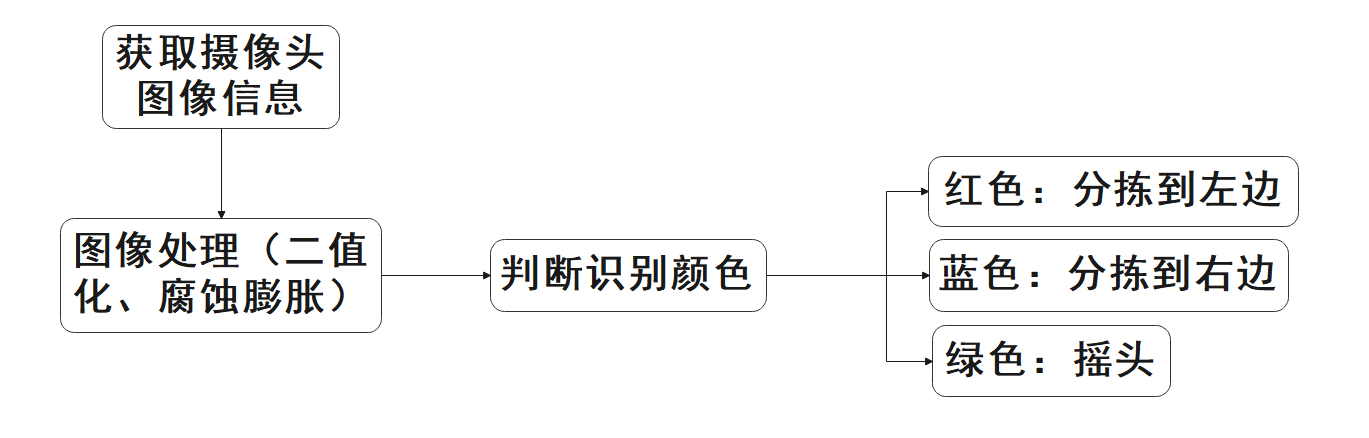 获取摄像头
图像信息
图像处理（二值
化、腐蚀膨胀）
判断识别颜色
红色：分拣到左边
蓝色：分拣到右边
绿色：摇头